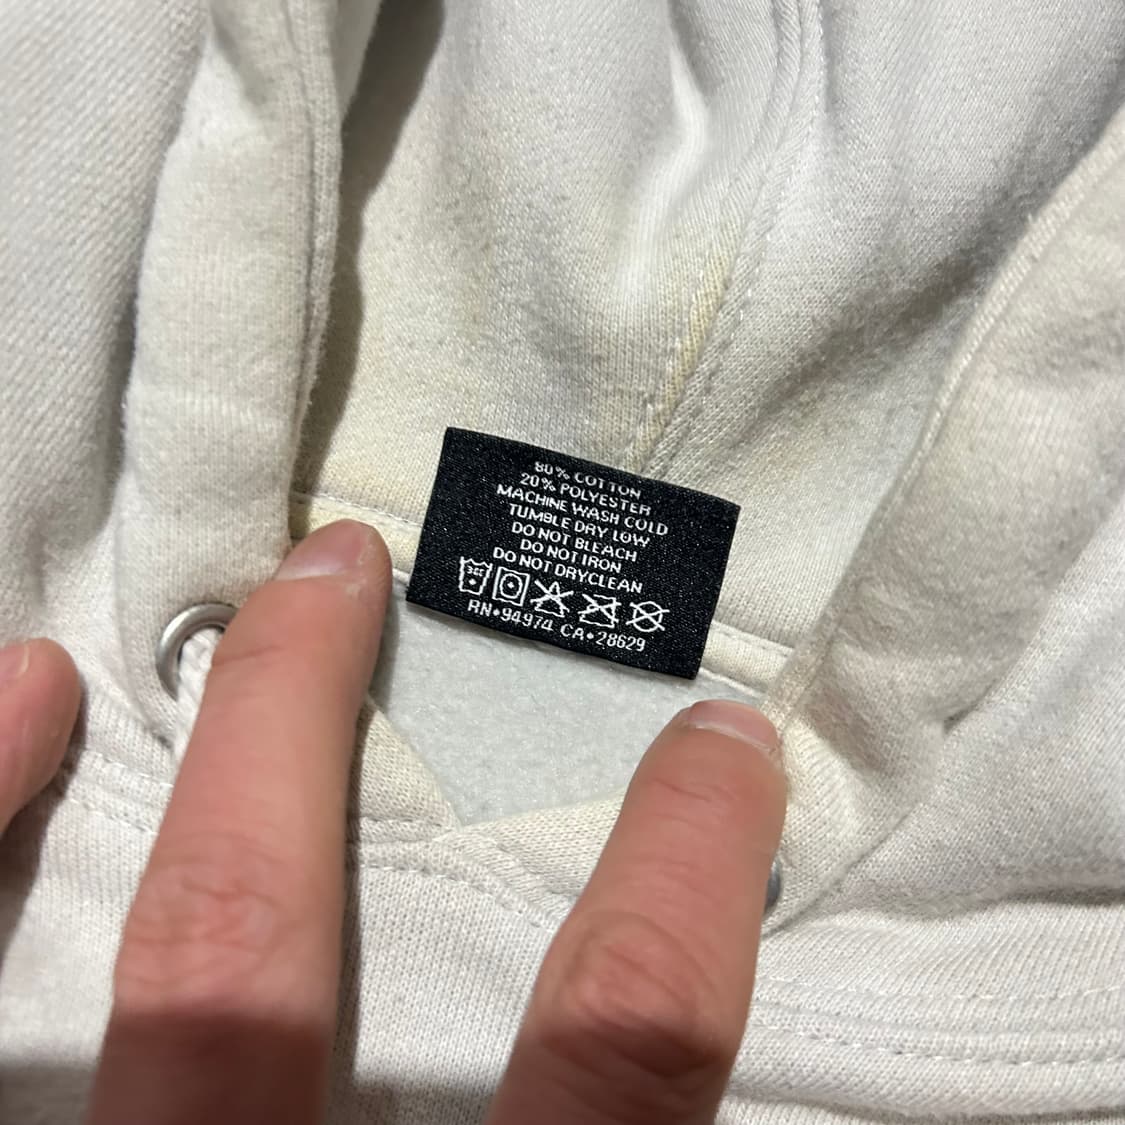 80% COTTON
20% POLYESTER
MACHINE WASH COLD
TUMBLE DRY LOW
DO NOT BLEACH
DO NOT IRON
DO NOT DRYCLEAN
RN•94974 CA•28629